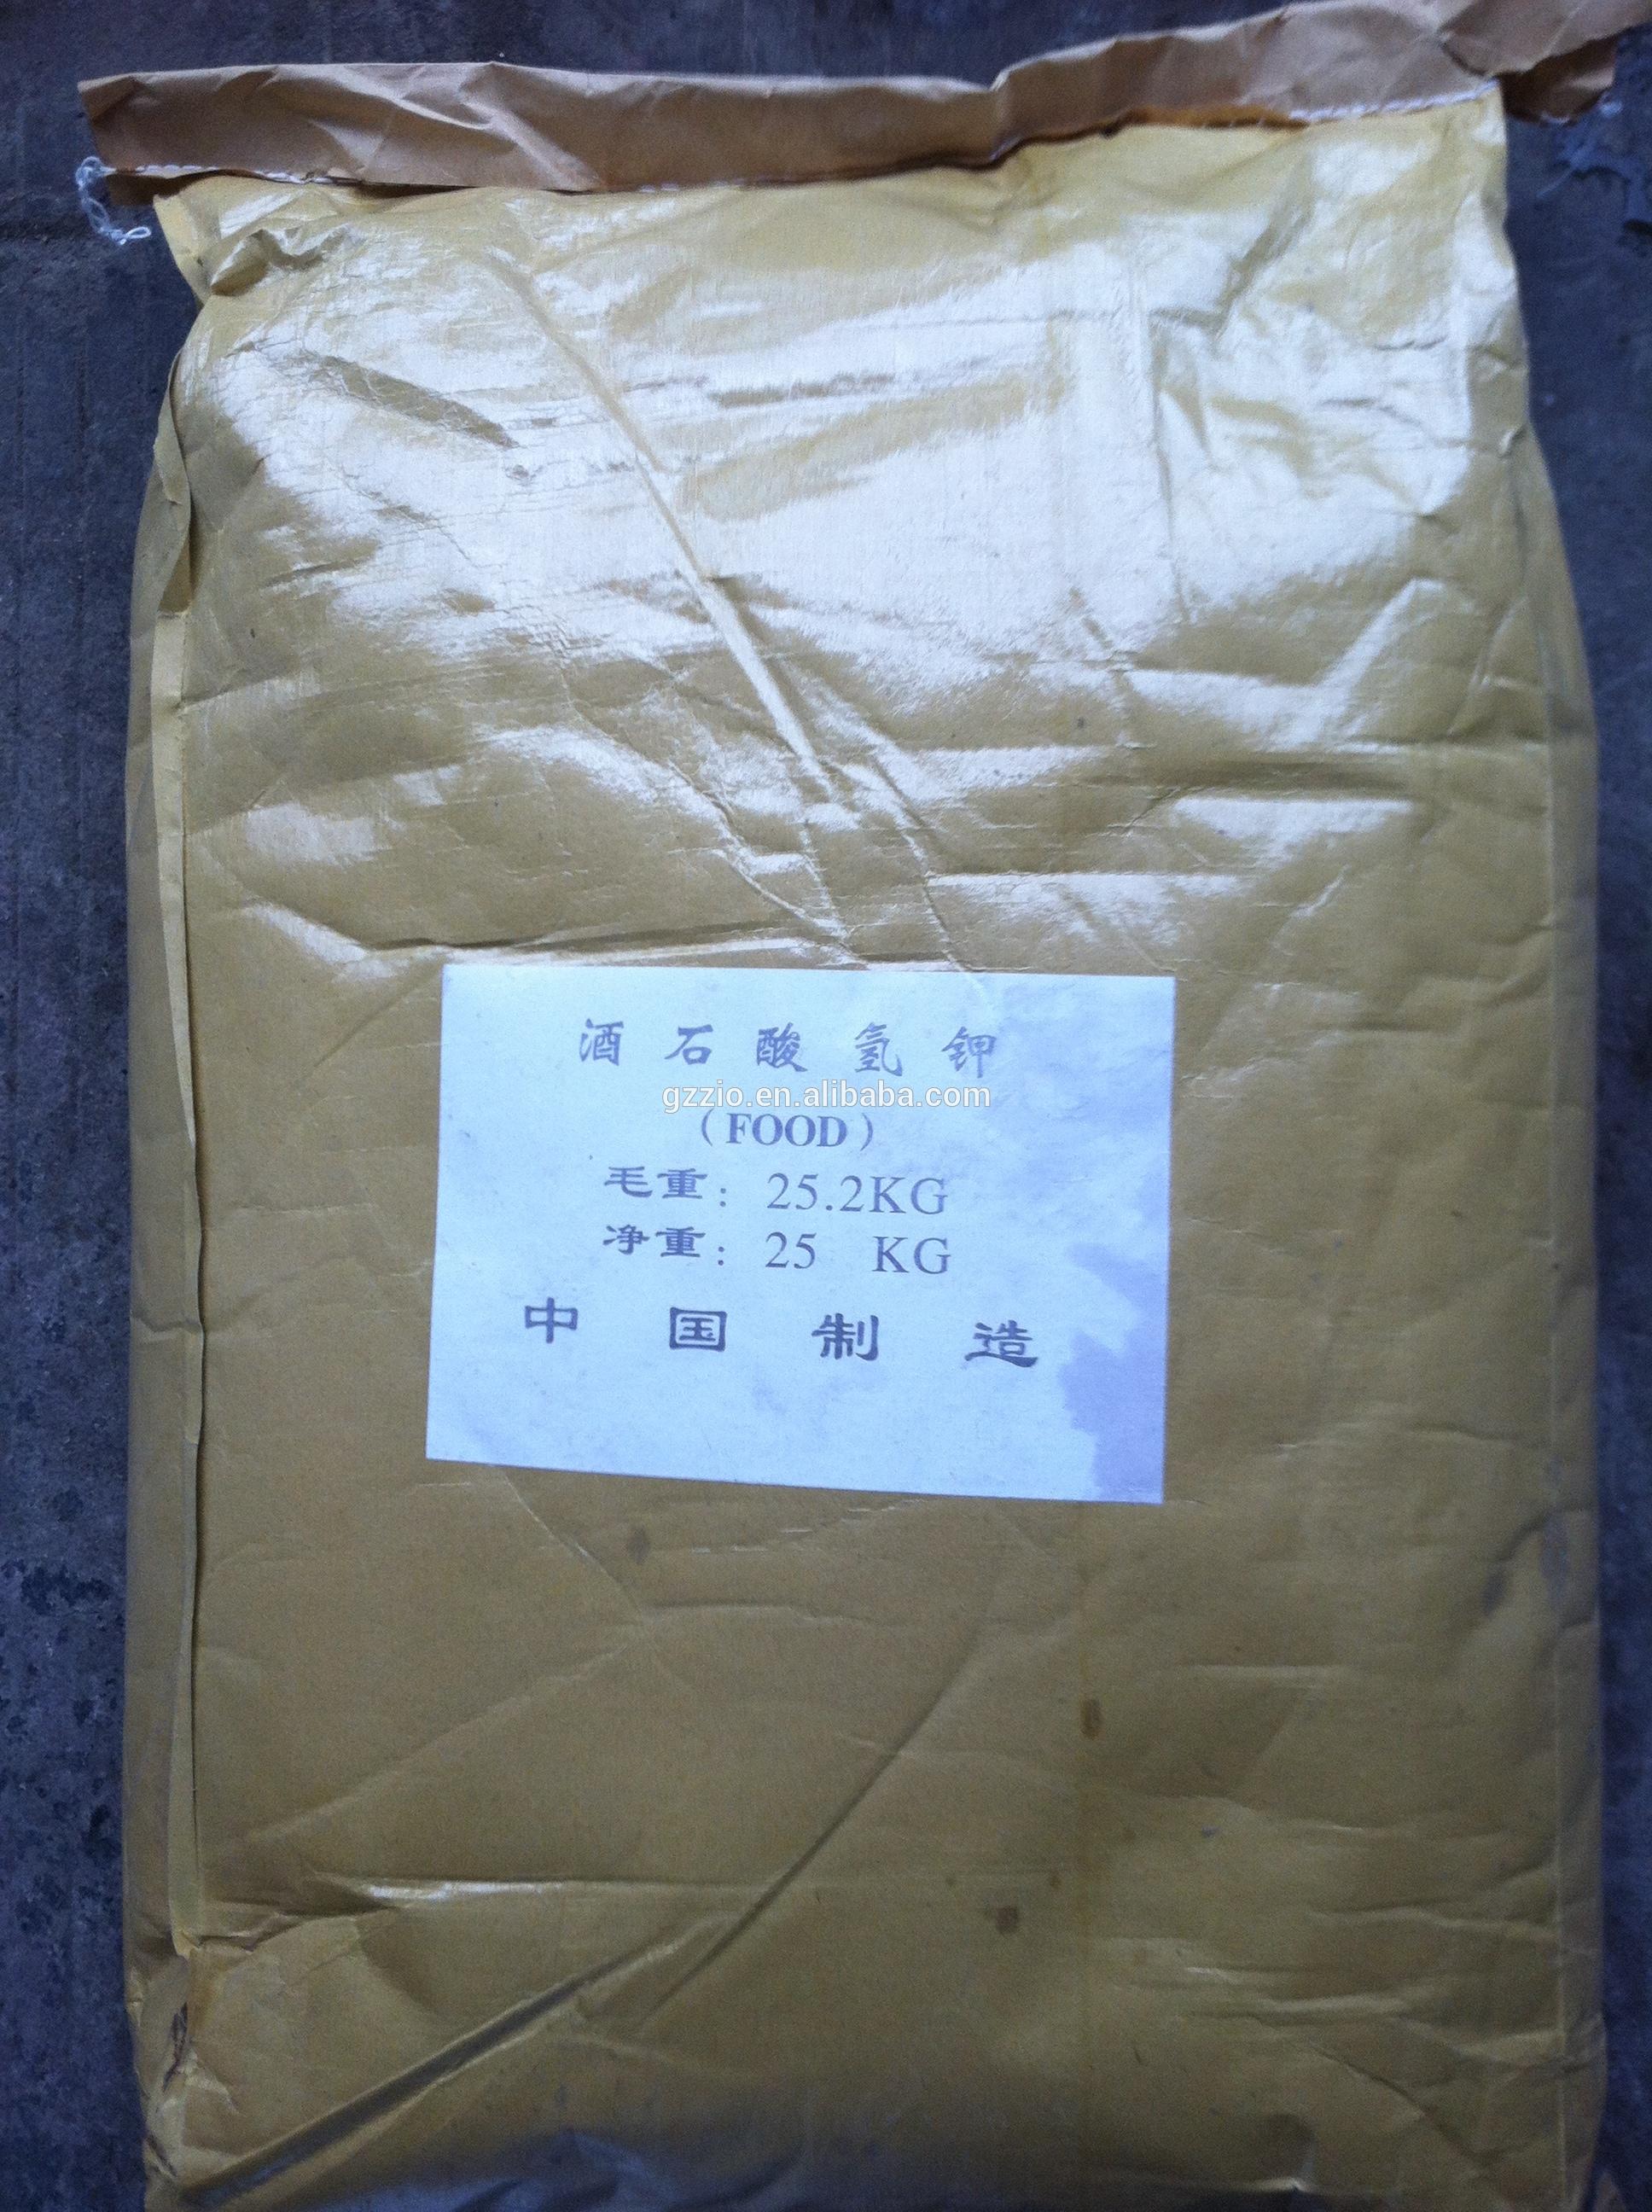 酒石酸氢钾
gzzio.en.alibaba.com
(FOOD)
毛重: 25.2KG
净重: 25 KG
中国制造